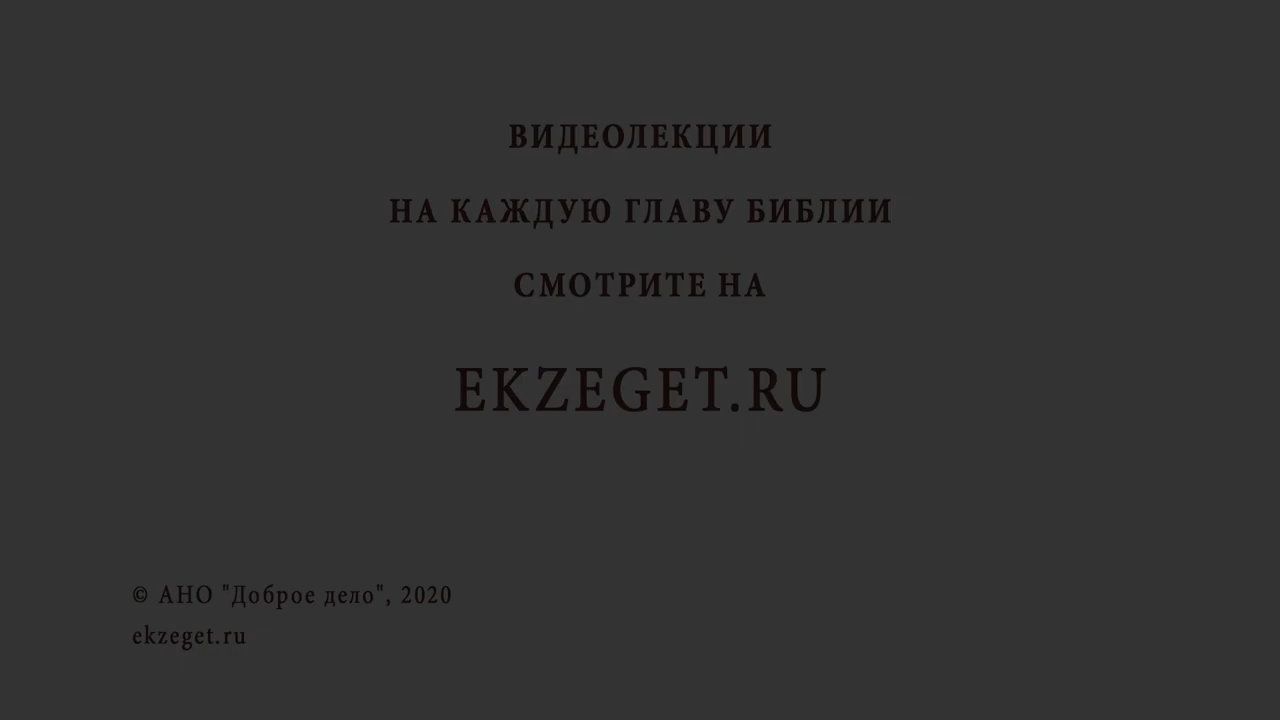 ВИДЕОЛЕКЦИИ
НА КАЖДУЮ ГЛАВУ БИБЛИИ
СМОТРИТЕ НА
EKZEGET.RU
© АНО "Доброе дело", 2020
ekzeget.ru